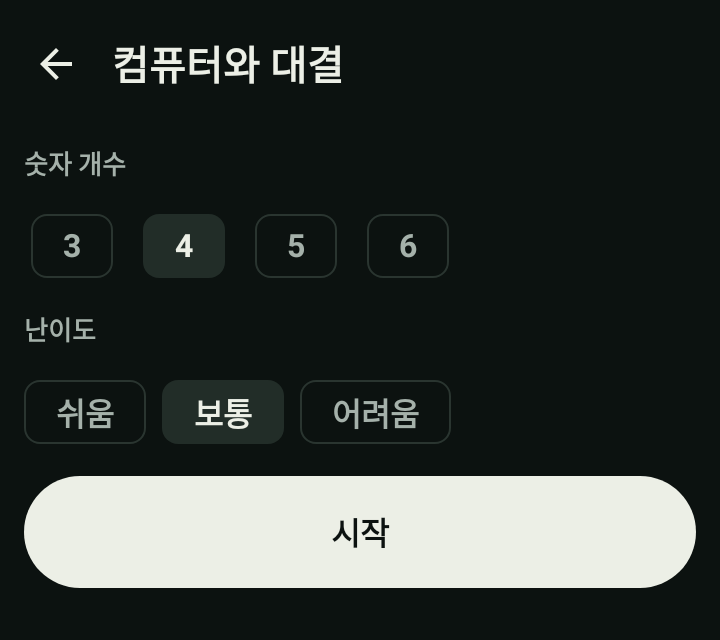 컴퓨터와 대결
숫자 개수
3 4 5 6
난이도
쉬움 보통 어려움
시작